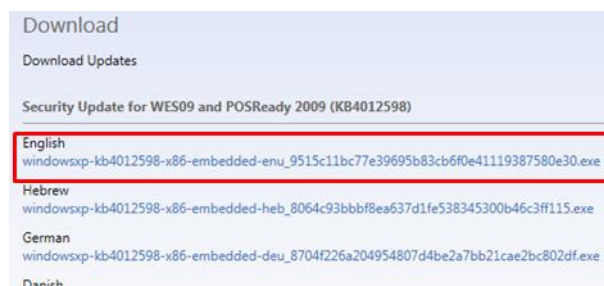 Download
Download Updates
Security Update for WES09 and POSReady 2009 (KB4012598)
English
windowsxp-kb4012598-x86-embedded-enu_9515c11bc77e39695b83cb6f0e41119387580e30.exe
Hebrew
windowsxp-kb4012598-x86-embedded-heb_8064c93bbbf8ea637d1fe538345300b46c3ff115.exe
German
windowsxp-kb4012598-x86-embedded-deu_8704f226a204954807d4be2a7bb21cae2bc802df.exe
Danish